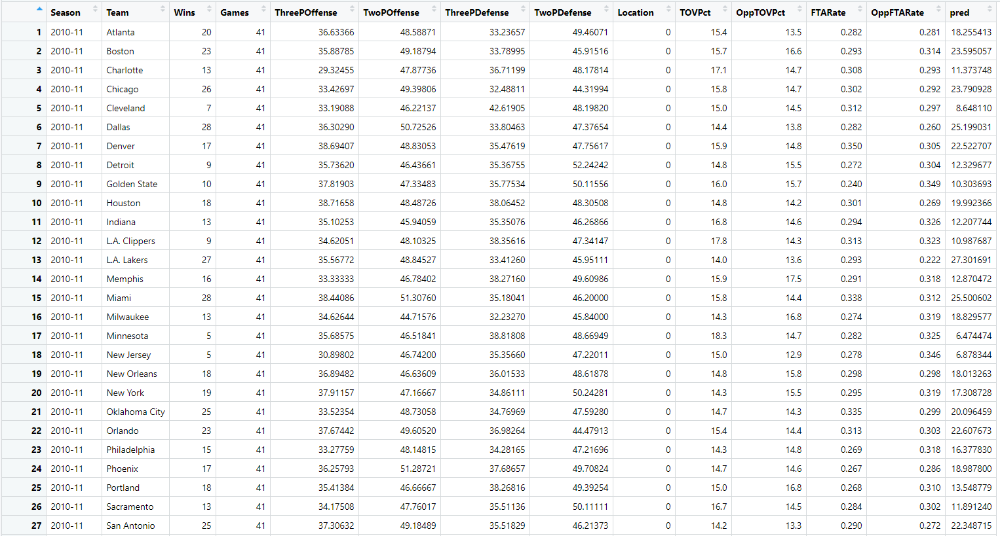 Season Team Wins Games ThreePOffense TwoPOffense ThreePDefense TwoPDefense Location TOVPct OppTOVPct FTARate OppFTARate pred
1 2010-11 Atlanta 20 41 36.63366 48.58871 33.23657 49.46071 0 15.4 13.5 0.282 0.281 18.255413
2 2010-11 Boston 23 41 35.88785 49.18794 33.78995 45.91516 0 15.7 16.6 0.293 0.314 23.595057
3 2010-11 Charlotte 13 41 29.32455 47.87736 36.71199 48.17814 0 17.1 14.7 0.308 0.293 11.373748
4 2010-11 Chicago 26 41 33.42697 49.39806 32.48811 44.31994 0 15.8 14.7 0.302 0.292 23.790928
5 2010-11 Cleveland 7 41 33.19088 46.22137 42.61905 48.19820 0 15.0 14.5 0.312 0.297 8.648110
6 2010-11 Dallas 28 41 36.30290 50.72526 33.80463 47.37654 0 14.4 13.8 0.282 0.260 25.199031
7 2010-11 Denver 17 41 38.69407 48.83053 35.47619 47.75617 0 15.9 14.8 0.350 0.305 22.522707
8 2010-11 Detroit 9 41 35.73620 46.43661 35.36755 52.24242 0 14.8 15.5 0.272 0.304 12.329677
9 2010-11 Golden State 10 41 37.81903 47.33483 35.77534 50.11556 0 16.0 15.7 0.240 0.349 10.303693
10 2010-11 Houston 18 41 38.71658 48.48726 38.06452 48.30508 0 14.8 14.2 0.301 0.269 19.992366
11 2010-11 Indiana 13 41 35.10253 45.94059 35.35076 46.26866 0 16.8 14.6 0.294 0.326 12.207744
12 2010-11 L.A. Clippers 9 41 34.62051 48.10325 38.35616 47.34147 0 17.8 14.3 0.313 0.323 10.987687
13 2010-11 L.A. Lakers 27 41 35.56772 48.84527 33.41260 45.95111 0 14.0 13.6 0.293 0.222 27.301691
14 2010-11 Memphis 16 41 33.33333 46.78402 38.27160 49.60986 0 15.9 17.5 0.291 0.318 12.870472
15 2010-11 Miami 28 41 38.44086 51.30760 35.18041 46.20000 0 15.8 14.4 0.338 0.312 25.500602
16 2010-11 Milwaukee 13 41 34.62644 44.71576 32.23270 45.84000 0 14.3 16.8 0.274 0.319 18.829577
17 2010-11 Minnesota 5 41 35.68575 46.51841 38.81808 48.66949 0 18.3 14.7 0.282 0.325 6.474474
18 2010-11 New Jersey 5 41 30.89802 46.74200 35.35660 47.22011 0 15.0 12.9 0.278 0.346 6.878344
19 2010-11 New Orleans 18 41 36.89482 46.63609 36.01533 48.61878 0 14.8 15.8 0.298 0.298 18.013263
20 2010-11 New York 19 41 37.91157 47.16667 34.86111 50.24281 0 14.3 15.5 0.295 0.319 17.308728
21 2010-11 Oklahoma City 25 41 33.52354 48.73058 34.76969 47.59280 0 14.7 14.3 0.335 0.299 20.096459
22 2010-11 Orlando 23 41 37.67442 49.60520 36.98264 44.47913 0 15.4 14.4 0.313 0.303 22.607673
23 2010-11 Philadelphia 15 41 33.27759 48.14815 34.28165 47.21696 0 14.3 14.8 0.269 0.318 16.377830
24 2010-11 Phoenix 17 41 36.25793 51.28721 37.68657 49.70824 0 14.7 14.6 0.267 0.286 18.987800
25 2010-11 Portland 18 41 35.41384 46.66667 38.26816 49.39254 0 15.0 16.8 0.268 0.310 13.548779
26 2010-11 Sacramento 13 41 34.17508 47.76017 35.51136 50.11111 0 16.7 14.5 0.284 0.302 11.891240
27 2010-11 San Antonio 25 41 37.30632 49.18489 35.51829 46.21373 0 14.2 13.3 0.290 0.272 22.348715